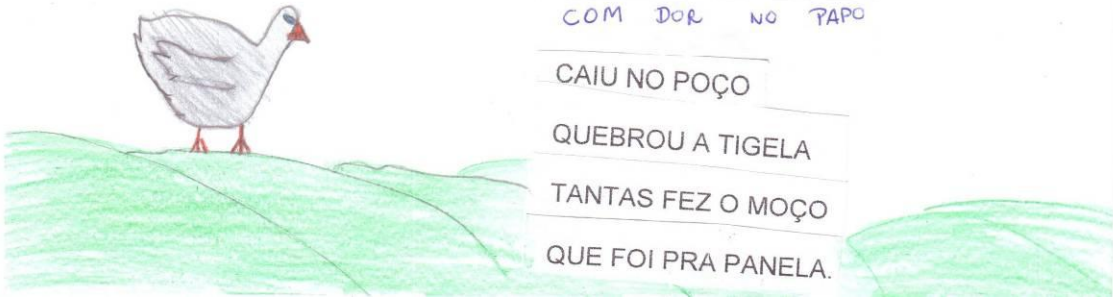 COM DOR NO PAPO
CAIU NO POÇO
QUEBROU A TIGELA
TANTAS FEZ O MOÇO
QUE FOI PRA PANELA.